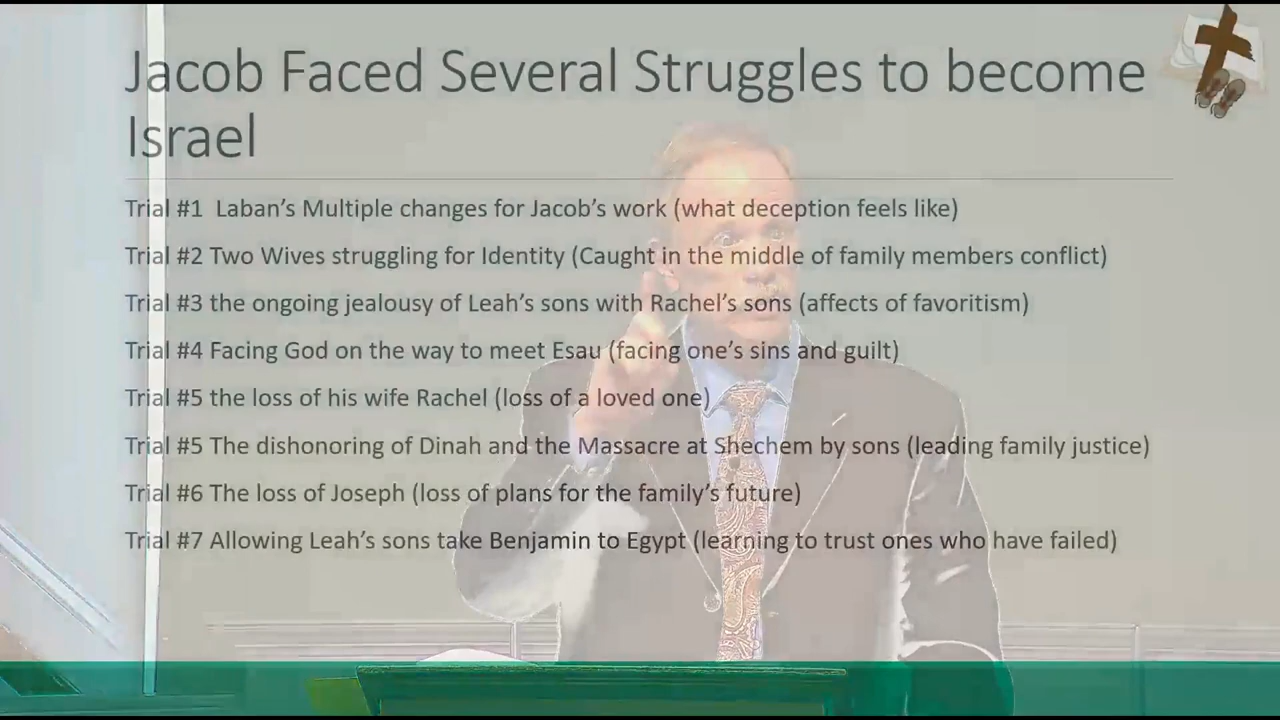 Jacob Faced Several Struggles to become
Israel
Trial #1 Laban's Multiple changes for Jacob's work (what deception feels like)
Trial #2 Two Wives struggling for Identity (Caught in the middle of family members conflict)
Trial #3 the ongoing jealousy of Leah's sons with Rachel's sons (affects of favoritism)
Trial #4 Facing God on the way to meet Esau (facing one's sins and guilt)
Trial #5 the loss of his wife Rachel (loss of a loved one)
Trial #5 The dishonoring of Dinah and the Massacre at Shechem by sons (leading family justice)
Trial #6 The loss of Joseph (loss of plans for the family's future)
Trial #7 Allowing Leah's sons take Benjamin to Egypt (learning to trust ones who have failed)